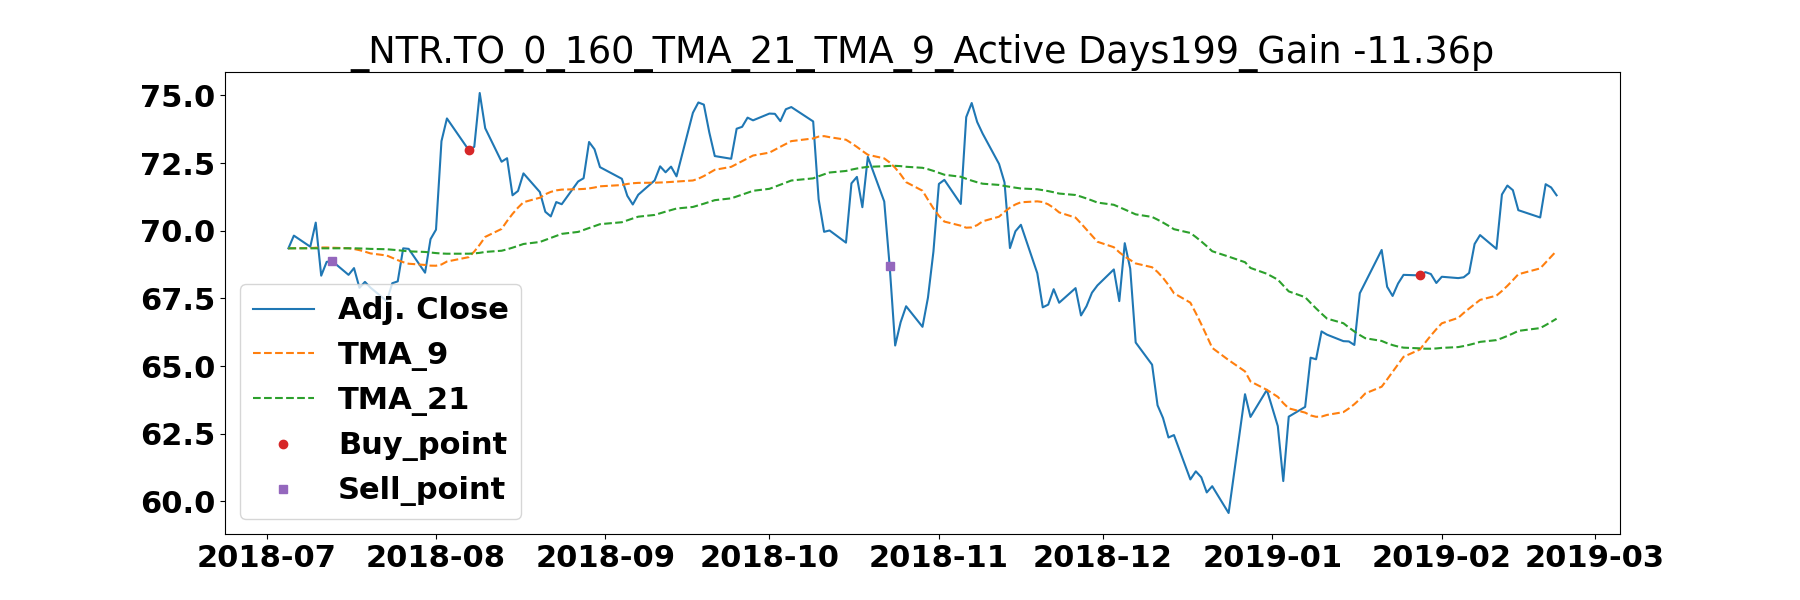 _NTR.TO_0_160_TMA_21_TMA_9_Active Days199_Gain -11.36p
75.0
72.5
70.0
67.5
65.0
62.5
60.0
Adj. Close
TMA_9
TMA_21
Buy_point
Sell_point
2018-07 2018-08 2018-09 2018-10 2018-11 2018-12 2019-01 2019-02 2019-03